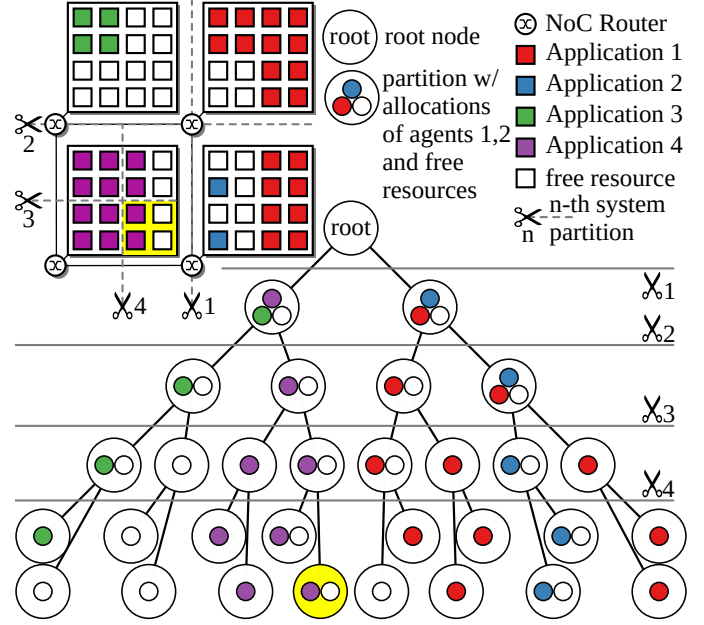 root
root node
partition w/
allocations
of agents 1,2
and free
resources
NoC Router
Application 1
Application 2
Application 3
Application 4
free resource
n-th system
n
partition
2
3
4
1
root
1
2
3
4